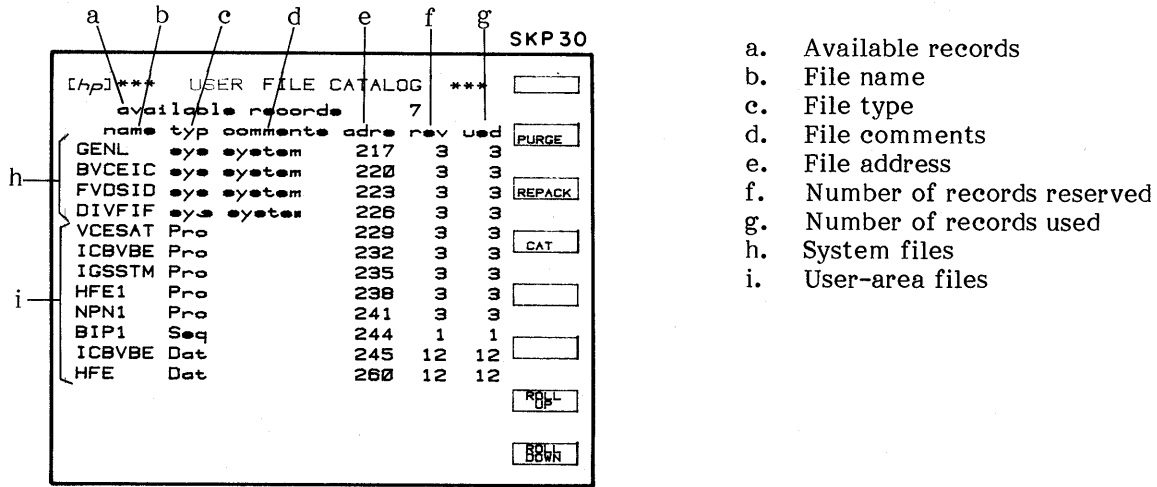 a b c d e f g
SKP30
[hp]*** USER FILE CATALOG ***
available records 7
name typ comments adrs rsv usd
GENL sys system 217 3 3
BVCEIC sys system 220 3 3
FVDSID sys system 223 3 3
DIVFIF sys system 226 3 3
VCESAT Pro 229 3 3
ICBVBE Pro 232 3 3
IGSSTM Pro 235 3 3
HFE1 Pro 238 3 3
NPN1 Pro 241 3 3
BIP1 Seq 244 1 1
ICBVBE Dat 245 12 12
HFE Dat 260 12 12
h
i
PURGE
REPACK
CAT
ROLL
UP
ROLL
DOWN
a. Available records
b. File name
c. File type
d. File comments
e. File address
f. Number of records reserved
g. Number of records used
h. System files
i. User-area files